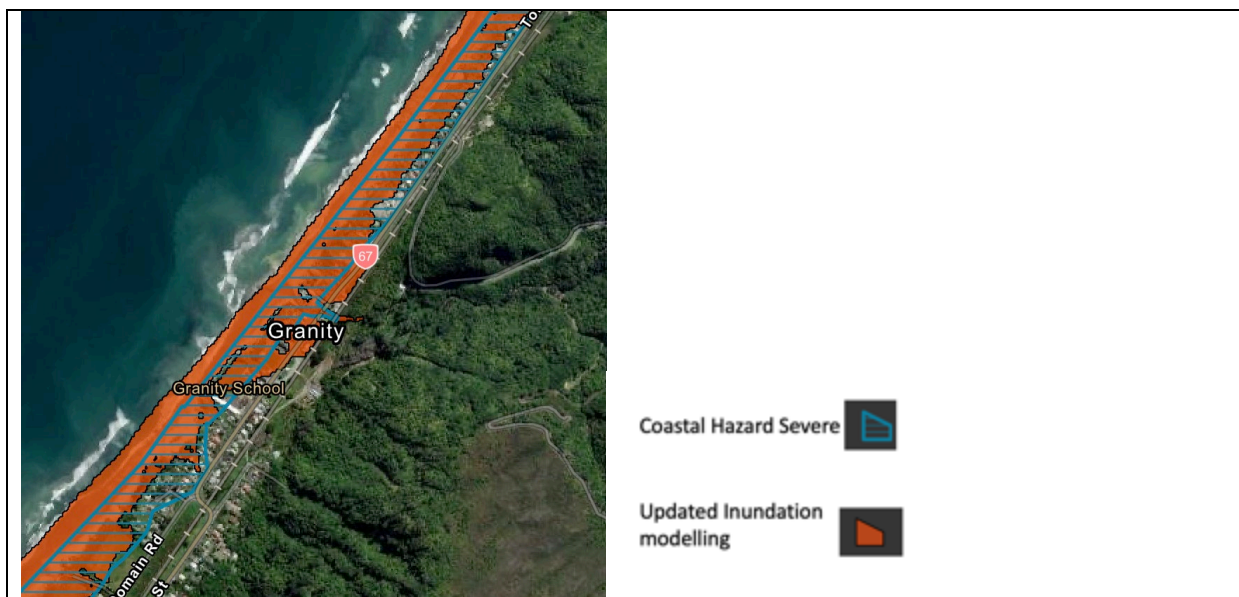 To
67
Granity
Granity School
omain Rd
St
Coastal Hazard Severe
Updated Inundation
modelling